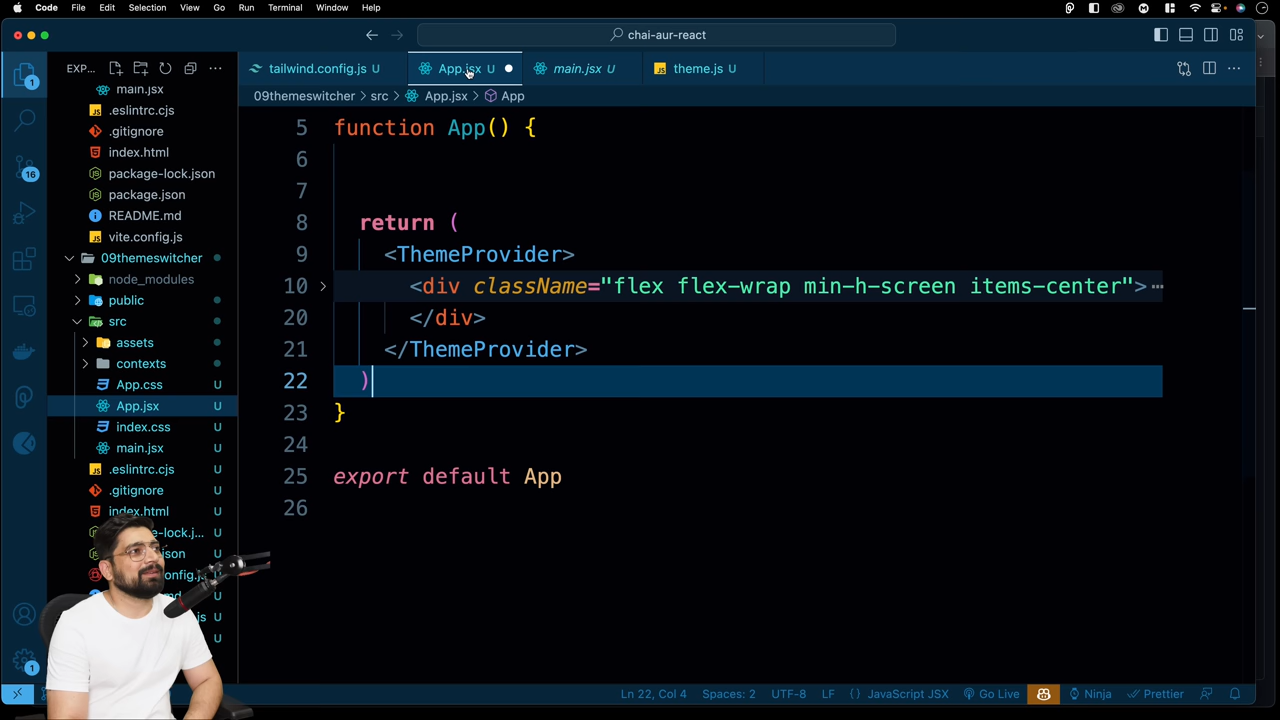 Code File Edit Selection View Go Run Terminal Window Help
chai-aur-react
EXP...
tailwind.config.js U
App.jsx U
main.jsx U
theme.js U
09themeswitcher > src > App.jsx > App
1
16
1
main.jsx
.eslintrc.cjs
.gitignore
index.html
package-lock.json
package.json
README.md
vite.config.js
09themeswitcher
node_modules
public
src
assets
contexts
App.css U
App.jsx U
index.css U
main.jsx U
.eslintrc.cjs U
.gitignore U
index.html U
e-lock.j... U
json U
config.j... U
U
js U
U
5 function App() {
6
7
8 return (
9 <ThemeProvider>
10 <div className="flex flex-wrap min-h-screen items-center">
20 </div>
21 </ThemeProvider>
22 )
23 }
24
25 export default App
26
Ln 22, Col 4 Spaces: 2 UTF-8 LF {} JavaScript JSX Go Live Ninja Prettier